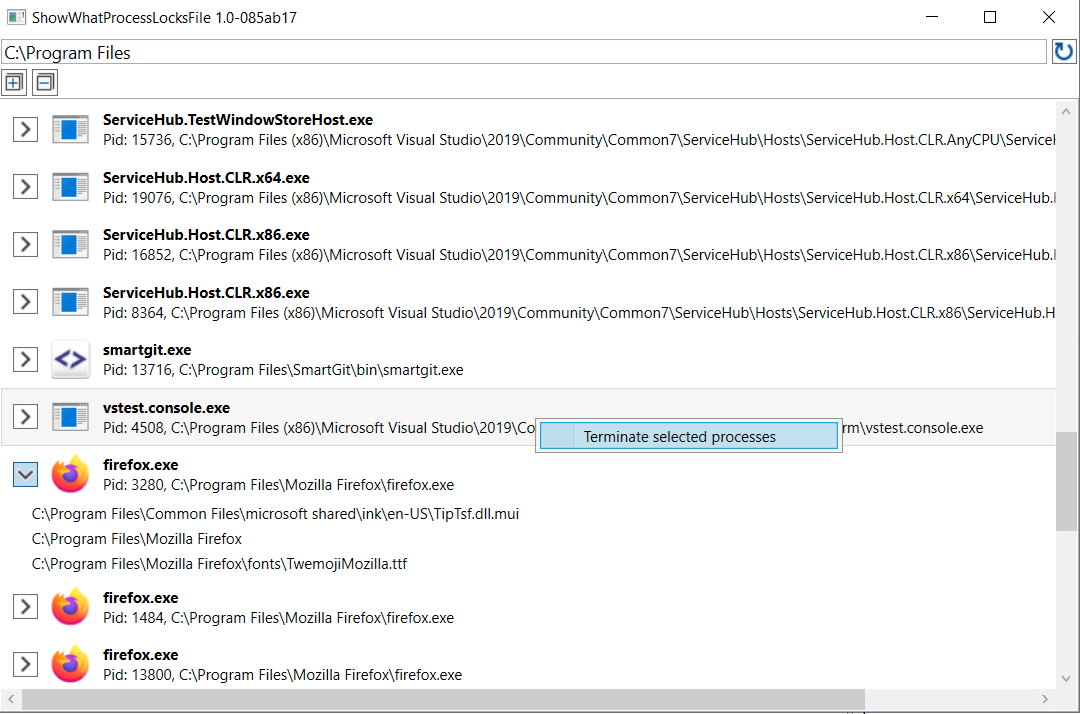 ShowWhatProcessLocksFile 1.0-085ab17
C:\Program Files
ServiceHub.TestWindowStoreHost.exe
Pid: 15736, C:\Program Files (x86)\Microsoft Visual Studio\2019\Community\Common7\ServiceHub\Hosts\ServiceHub.Host.CLR.AnyCPU\ServiceH
ServiceHub.Host.CLR.x64.exe
Pid: 19076, C:\Program Files (x86)\Microsoft Visual Studio\2019\Community\Common7\ServiceHub\Hosts\ServiceHub.Host.CLR.x64\ServiceHub.H
ServiceHub.Host.CLR.x86.exe
Pid: 16852, C:\Program Files (x86)\Microsoft Visual Studio\2019\Community\Common7\ServiceHub\Hosts\ServiceHub.Host.CLR.x86\ServiceHub.H
ServiceHub.Host.CLR.x86.exe
Pid: 8364, C:\Program Files (x86)\Microsoft Visual Studio\2019\Community\Common7\ServiceHub\Hosts\ServiceHub.Host.CLR.x86\ServiceHub.H
smartgit.exe
Pid: 13716, C:\Program Files\SmartGit\bin\smartgit.exe
vstest.console.exe
Pid: 4508, C:\Program Files (x86)\Microsoft Visual Studio\2019\Co rm\vstest.console.exe
Terminate selected processes
firefox.exe
Pid: 3280, C:\Program Files\Mozilla Firefox\firefox.exe
C:\Program Files\Common Files\microsoft shared\ink\en-US\TipTsf.dll.mui
C:\Program Files\Mozilla Firefox
C:\Program Files\Mozilla Firefox\fonts\TwemojiMozilla.ttf
firefox.exe
Pid: 1484, C:\Program Files\Mozilla Firefox\firefox.exe
firefox.exe
Pid: 13800, C:\Program Files\Mozilla Firefox\firefox.exe